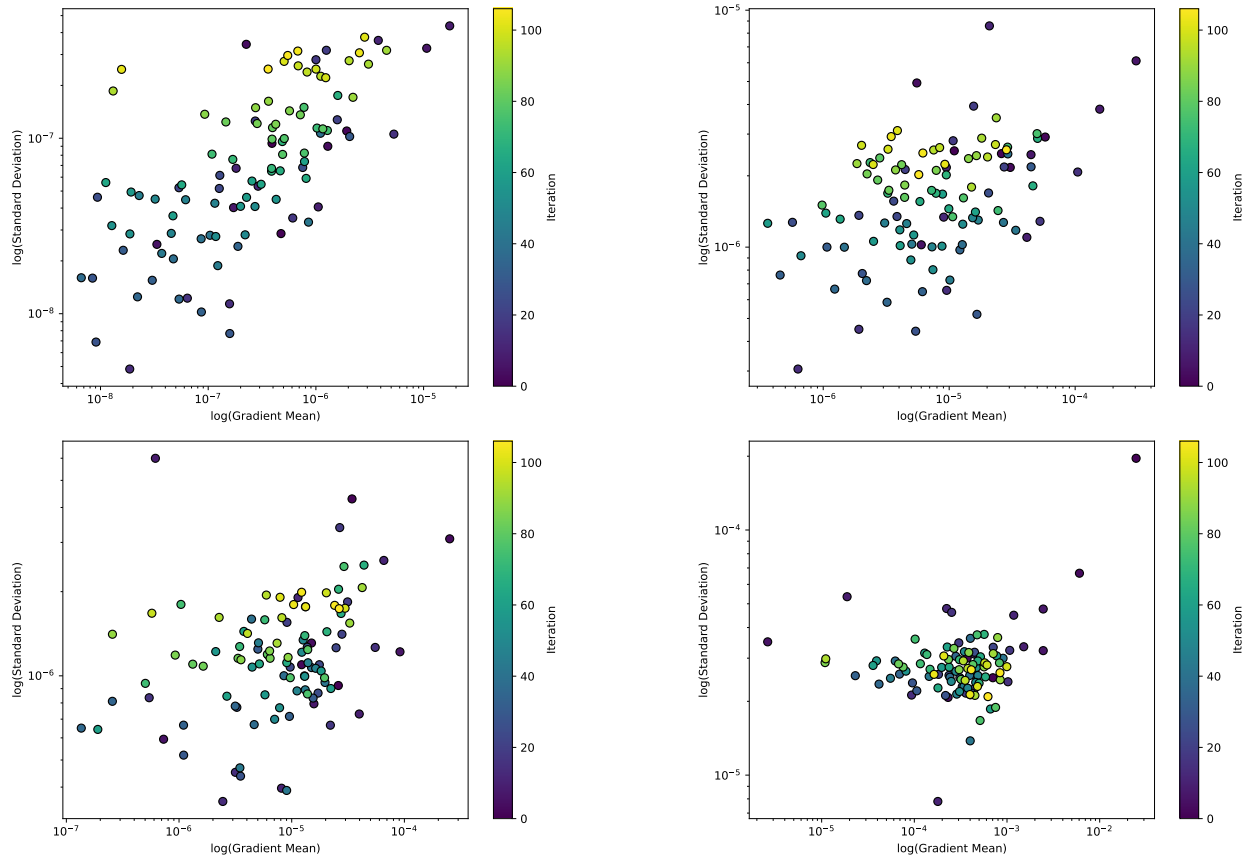 10⁻⁷
10⁻⁸
log(Standard Deviation)
10⁻⁸ 10⁻⁷ 10⁻⁶ 10⁻⁵
log(Gradient Mean)
100
80
60
40
20
0
Iteration
10⁻⁵
10⁻⁶
log(Standard Deviation)
10⁻⁶ 10⁻⁵ 10⁻⁴
log(Gradient Mean)
100
80
60
40
20
0
Iteration
10⁻⁶
log(Standard Deviation)
10⁻⁷ 10⁻⁶ 10⁻⁵ 10⁻⁴
log(Gradient Mean)
100
80
60
40
20
0
Iteration
10⁻⁴
10⁻⁵
log(Standard Deviation)
10⁻⁵ 10⁻⁴ 10⁻³ 10⁻²
log(Gradient Mean)
100
80
60
40
20
0
Iteration